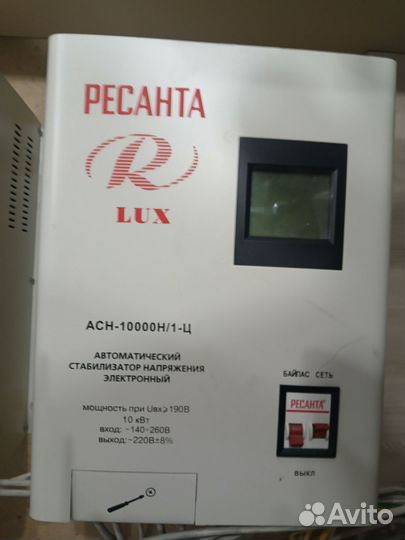 РЕСАНТА
R
LUX
АСН-10000Н/1-Ц
АВТОМАТИЧЕСКИЙ
СТАБИЛИЗАТОР НАПРЯЖЕНИЯ
ЭЛЕКТРОННЫЙ
мощность при Uвх⩾190В
10 кВт
вход: ~140÷260В
выход:~220В±8%
БАЙПАС СЕТЬ
РЕСАНТА
ВЫКЛ
Avito